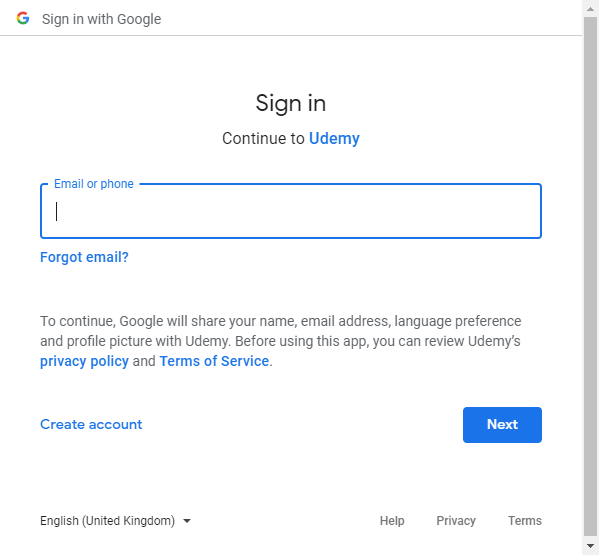 Sign in with Google
Sign in
Continue to Udemy
Email or phone
Forgot email?
To continue, Google will share your name, email address, language preference
and profile picture with Udemy. Before using this app, you can review Udemy's
privacy policy and Terms of Service.
Create account
Next
English (United Kingdom)
Help
Privacy
Terms